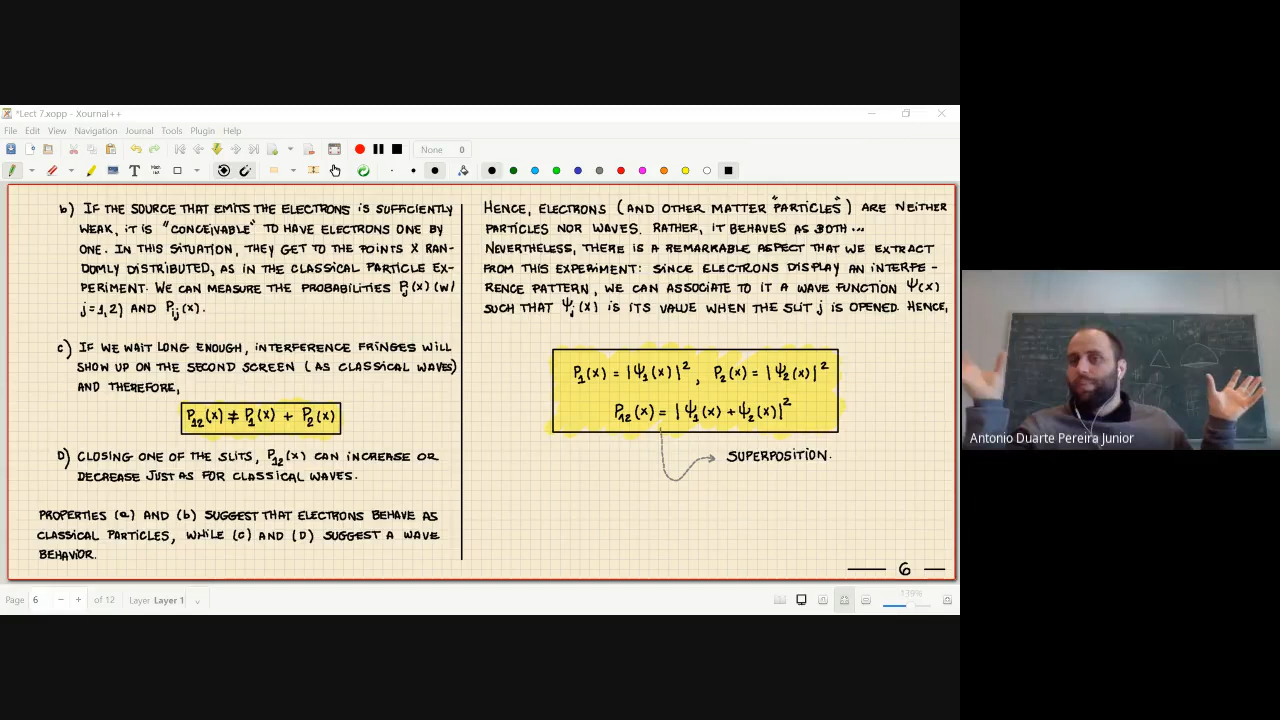 *Lect 7.xopp - Xournal++
File Edit View Navigation Journal Tools Plugin Help
None 0
b) IF THE SOURCE THAT EMITS THE ELECTRONS IS SUFFICIENTLY
WEAK, IT IS "CONCEIVABLE" TO HAVE ELECTRONS ONE BY
ONE. IN THIS SITUATION, THEY GET TO THE POINTS X RAN-
DOMLY DISTRIBUTED, AS IN THE CLASSICAL PARTICLE EX-
PERIMENT. WE CAN MEASURE THE PROBABILITIES Pj(x) (w/
j=1,2) AND Pij(x).
c) IF WE WAIT LONG ENOUGH, INTERFERENCE FRINGES WILL
SHOW UP ON THE SECOND SCREEN (AS CLASSICAL WAVES)
AND THEREFORE,
P12(x) ≠ P1(x) + P2(x)
D) CLOSING ONE OF THE SLITS, P12(x) CAN INCREASE OR
DECREASE JUST AS FOR CLASSICAL WAVES.
PROPERTIES (a) AND (b) SUGGEST THAT ELECTRONS BEHAVE AS
CLASSICAL PARTICLES, WHILE (c) AND (D) SUGGEST A WAVE
BEHAVIOR.
HENCE, ELECTRONS (AND OTHER MATTER "PARTICLES") ARE NEITHER
PARTICLES NOR WAVES. RATHER, IT BEHAVES AS BOTH...
NEVERTHELESS, THERE IS A REMARKABLE ASPECT THAT WE EXTRACT
FROM THIS EXPERIMENT: SINCE ELECTRONS DISPLAY AN INTERFE-
RENCE PATTERN, WE CAN ASSOCIATE TO IT A WAVE FUNCTION Ψ(x)
SUCH THAT Ψj(x) IS ITS VALUE WHEN THE SLIT j IS OPENED. HENCE,
P1(x) = |Ψ1(x)|², P2(x) = |Ψ2(x)|²
P12(x) = |Ψ1(x) + Ψ2(x)|²
SUPERPOSITION.
6
Page 6 − + of 12 Layer Layer 1
139%
Antonio Duarte Pereira Junior